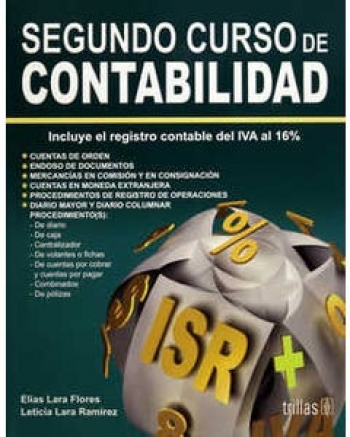 SEGUNDO CURSO DE
CONTABILIDAD
Incluye el registro contable del IVA al 16%
CUENTAS DE ORDEN
ENDOSO DE DOCUMENTOS
MERCANCÍAS EN COMISIÓN Y EN CONSIGNACIÓN
CUENTAS EN MONEDA EXTRANJERA
PROCEDIMIENTOS DE REGISTRO DE OPERACIONES
DIARIO MAYOR Y DIARIO COLUMNAR
PROCEDIMIENTO(S):
- De diario
- De caja
- Centralizador
- De volantes o fichas
- De cuentas por cobrar
y cuentas por pagar
- Combinados
- De pólizas
%
ISR +
%
&
IVA
Elías Lara Flores
Leticia Lara Ramírez
trillas